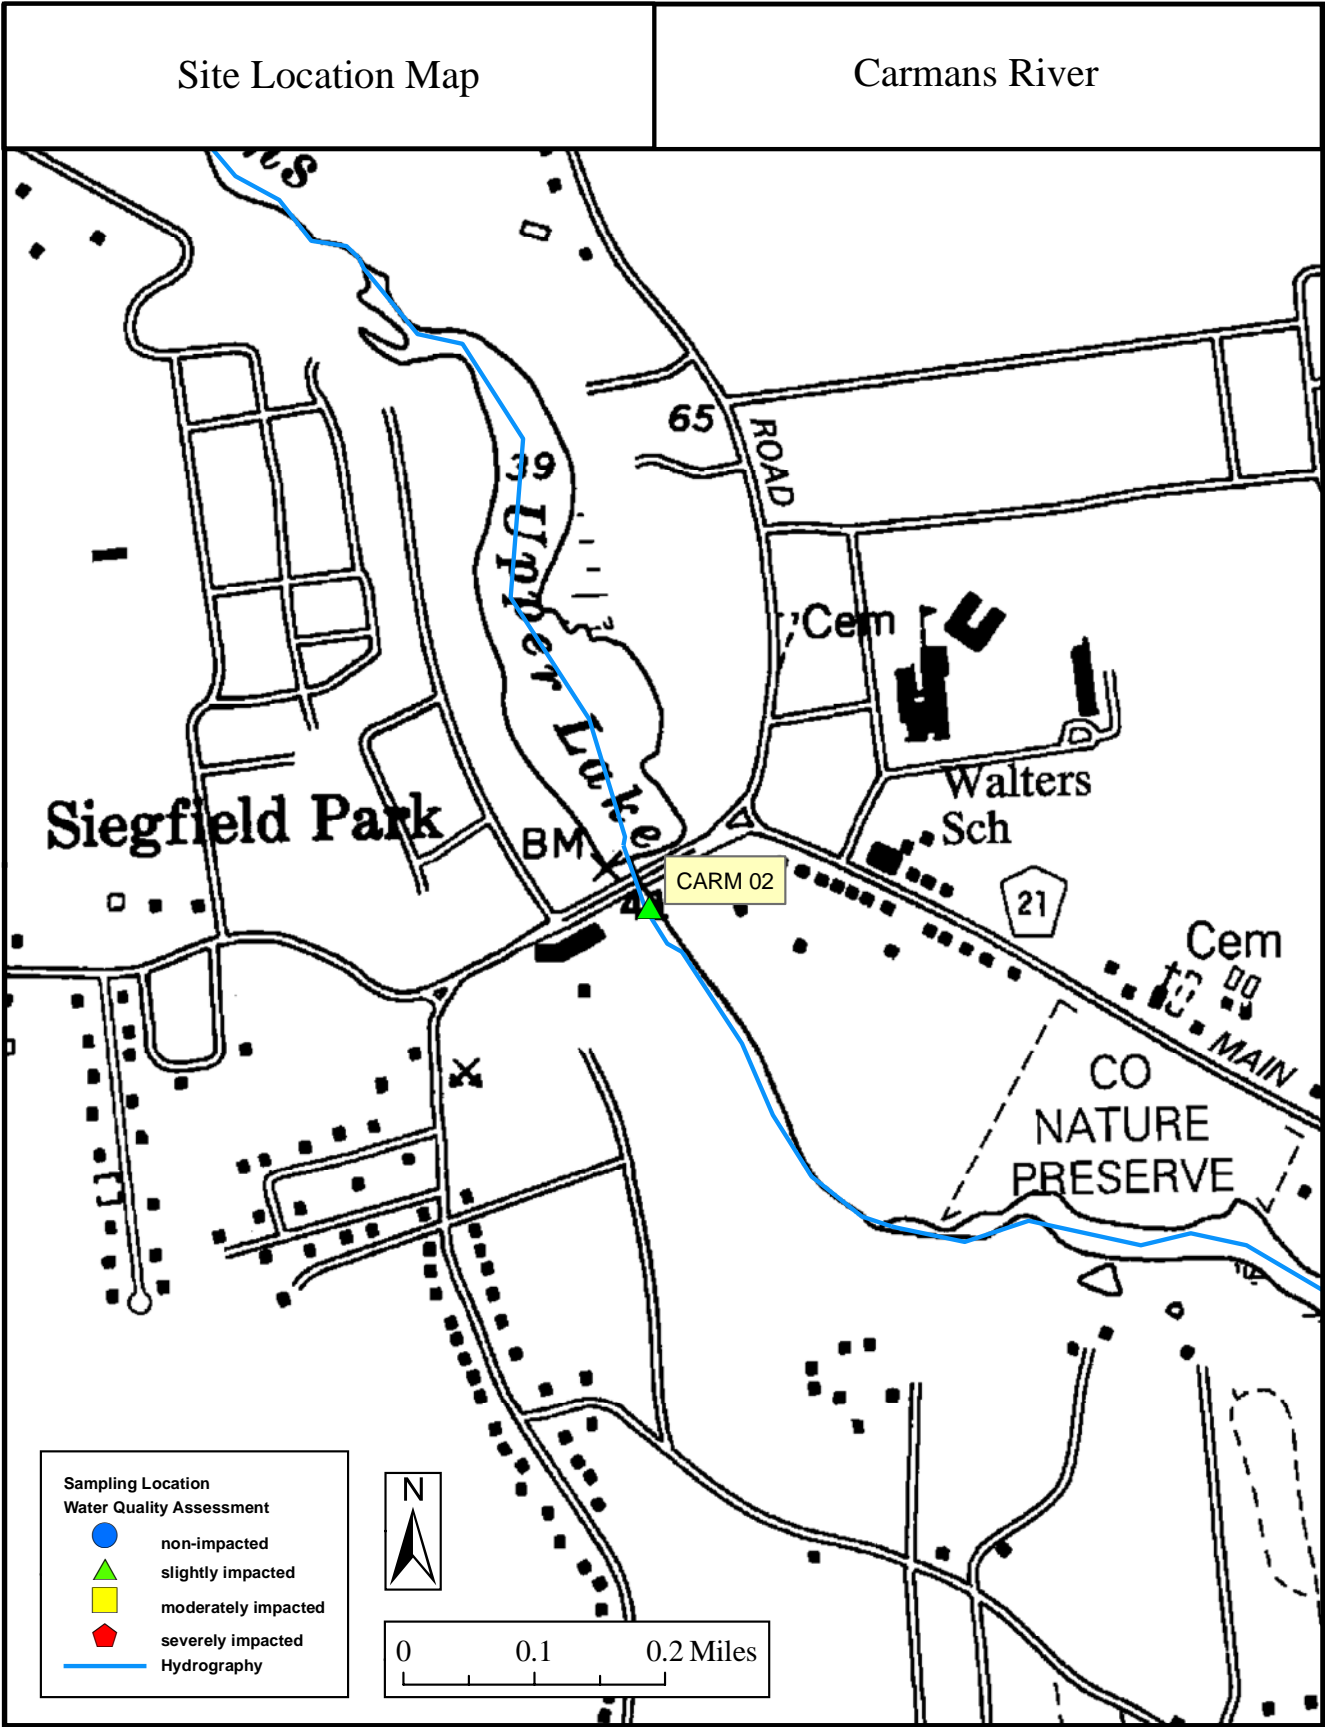 Site Location Map
Carmans River
ns
65
ROAD
39
Upper Lake
Cem
Walters
Sch
Siegfield Park
BM
CARM 02
21
Cem
MAIN
CO
NATURE
PRESERVE
Sampling Location
Water Quality Assessment
non-impacted
slightly impacted
moderately impacted
severely impacted
Hydrography
N
0 0.1 0.2 Miles